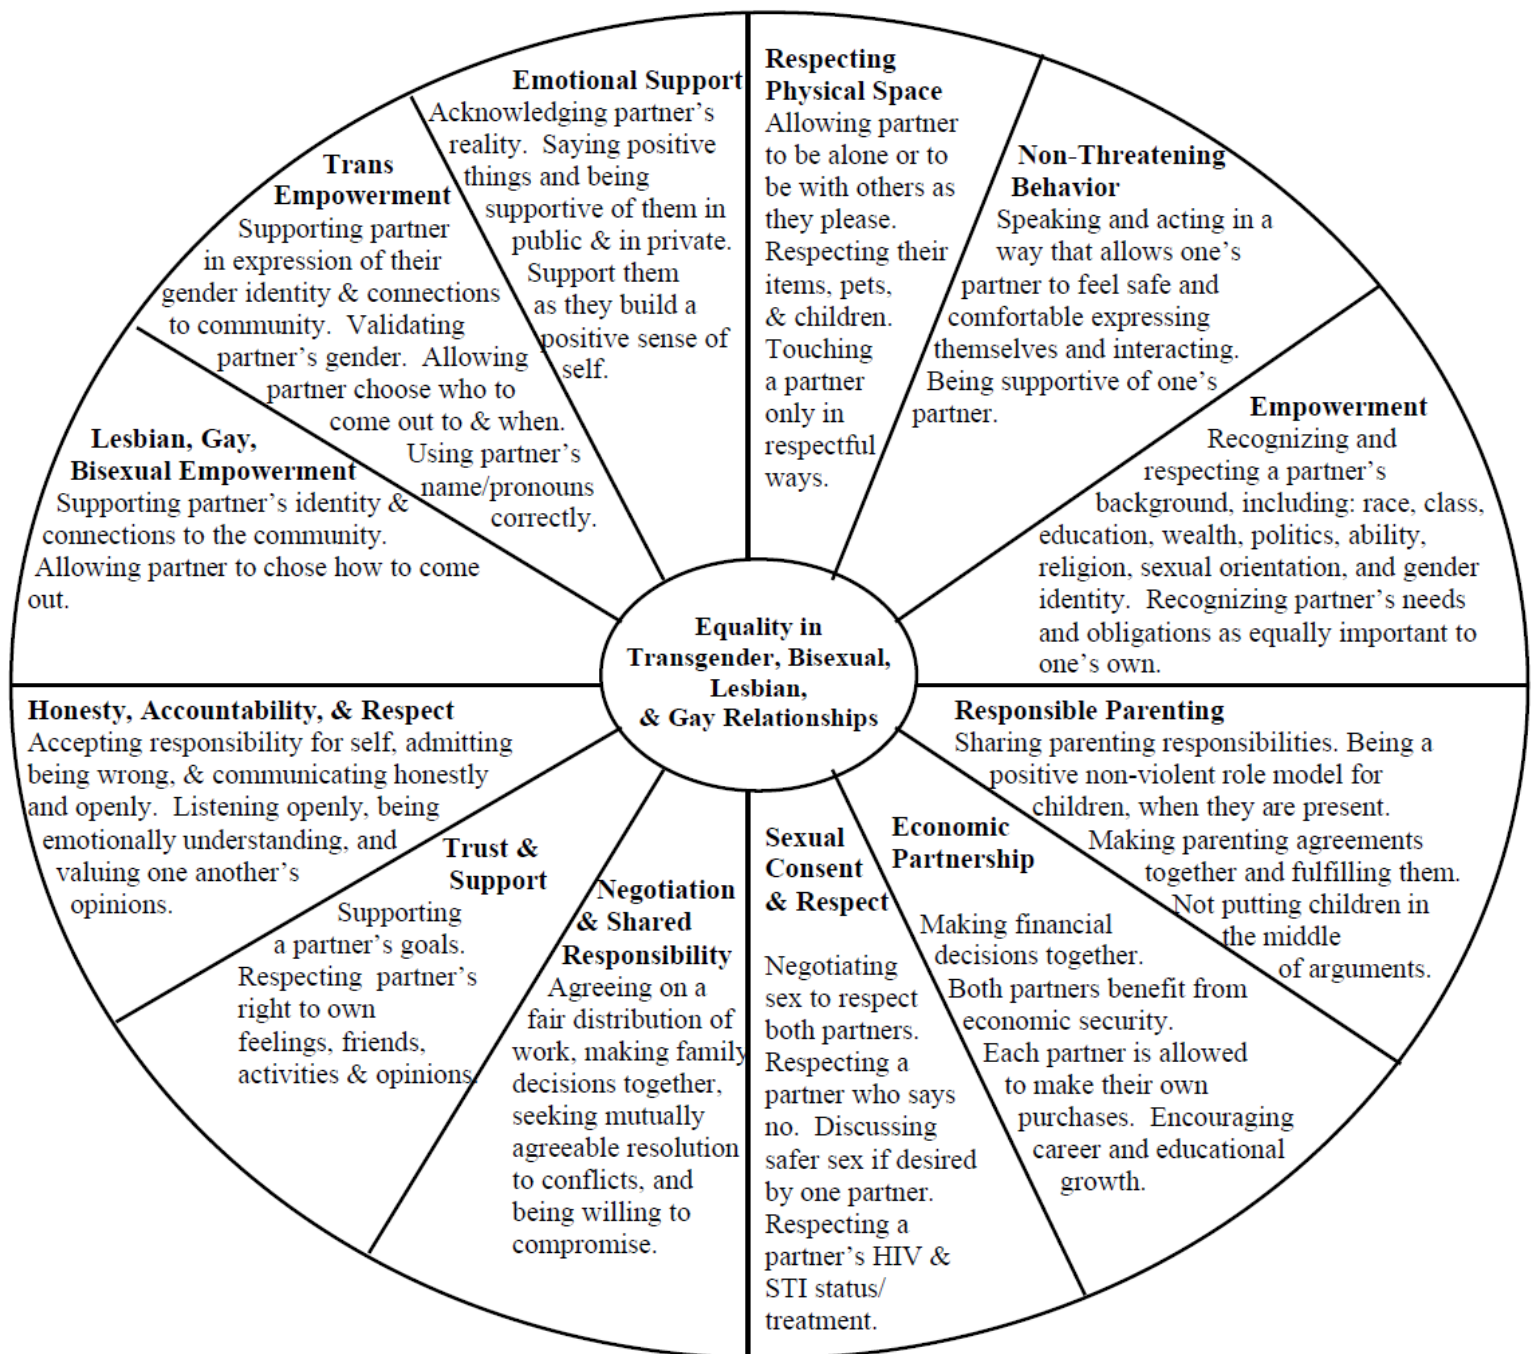 Emotional Support
Acknowledging partner's
reality.  Saying positive
things and being
supportive of them in
public & in private.
Support them
as they build a
positive sense of
self.
Respecting
Physical Space
Allowing partner
to be alone or to
be with others as
they please.
Respecting their
items, pets,
& children.
Touching
a partner
only in
respectful
ways.
Non-Threatening
Behavior
Speaking and acting in a
way that allows one's
partner to feel safe and
comfortable expressing
themselves and interacting.
Being supportive of one's
partner.
Empowerment
Recognizing and
respecting a partner's
background, including: race, class,
education, wealth, politics, ability,
religion, sexual orientation, and gender
identity.  Recognizing partner's needs
and obligations as equally important to
one's own.
Trans
Empowerment
Supporting partner
in expression of their
gender identity & connections
to community.  Validating
partner's gender.  Allowing
partner choose who to
come out to & when.
Using partner's
name/pronouns
correctly.
Lesbian, Gay,
Bisexual Empowerment
Supporting partner's identity &
connections to the community.
Allowing partner to chose how to come
out.
Equality in
Transgender, Bisexual,
Lesbian,
& Gay Relationships
Honesty, Accountability, & Respect
Accepting responsibility for self, admitting
being wrong, & communicating honestly
and openly.  Listening openly, being
emotionally understanding, and
valuing one another's
opinions.
Trust &
Support
Supporting
a partner's goals.
Respecting  partner's
right to own
feelings, friends,
activities & opinions.
Negotiation
& Shared
Responsibility
Agreeing on a
fair distribution of
work, making family
decisions together,
seeking mutually
agreeable resolution
to conflicts, and
being willing to
compromise.
Sexual
Consent
& Respect
Negotiating
sex to respect
both partners.
Respecting a
partner who says
no.  Discussing
safer sex if desired
by one partner.
Respecting a
partner's HIV &
STI status/
treatment.
Economic
Partnership
Making financial
decisions together.
Both partners benefit from
economic security.
Each partner is allowed
to make their own
purchases.  Encouraging
career and educational
growth.
Responsible Parenting
Sharing parenting responsibilities. Being a
positive non-violent role model for
children, when they are present.
Making parenting agreements
together and fulfilling them.
Not putting children in
the middle
of arguments.